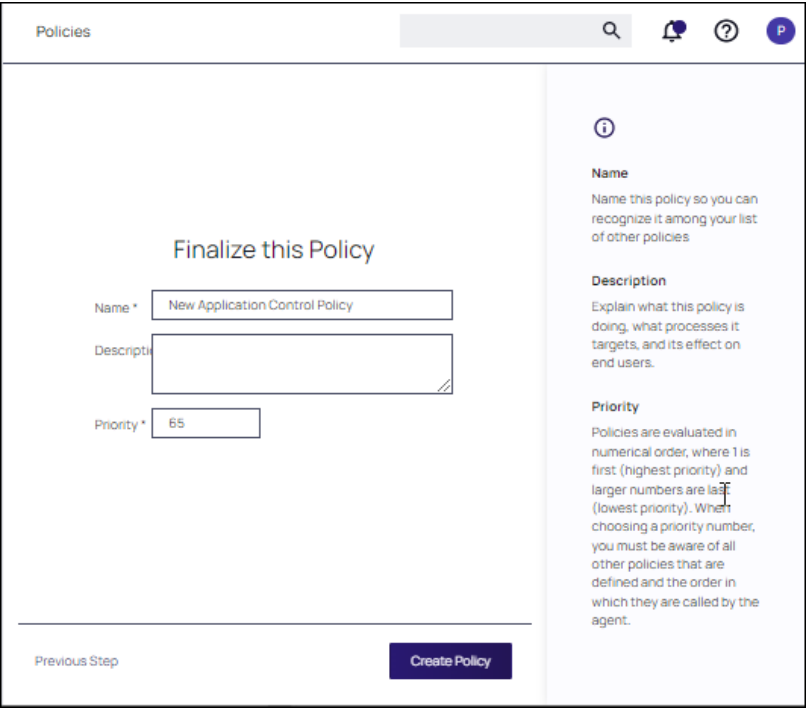 Policies
P
Finalize this Policy
Name *
New Application Control Policy
Descriptio
Priority *
65
Previous Step
Create Policy
Name
Name this policy so you can
recognize it among your list
of other policies
Description
Explain what this policy is
doing, what processes it
targets, and its effect on
end users.
Priority
Policies are evaluated in
numerical order, where 1 is
first (highest priority) and
larger numbers are last
(lowest priority). When
choosing a priority number,
you must be aware of all
other policies that are
defined and the order in
which they are called by the
agent.